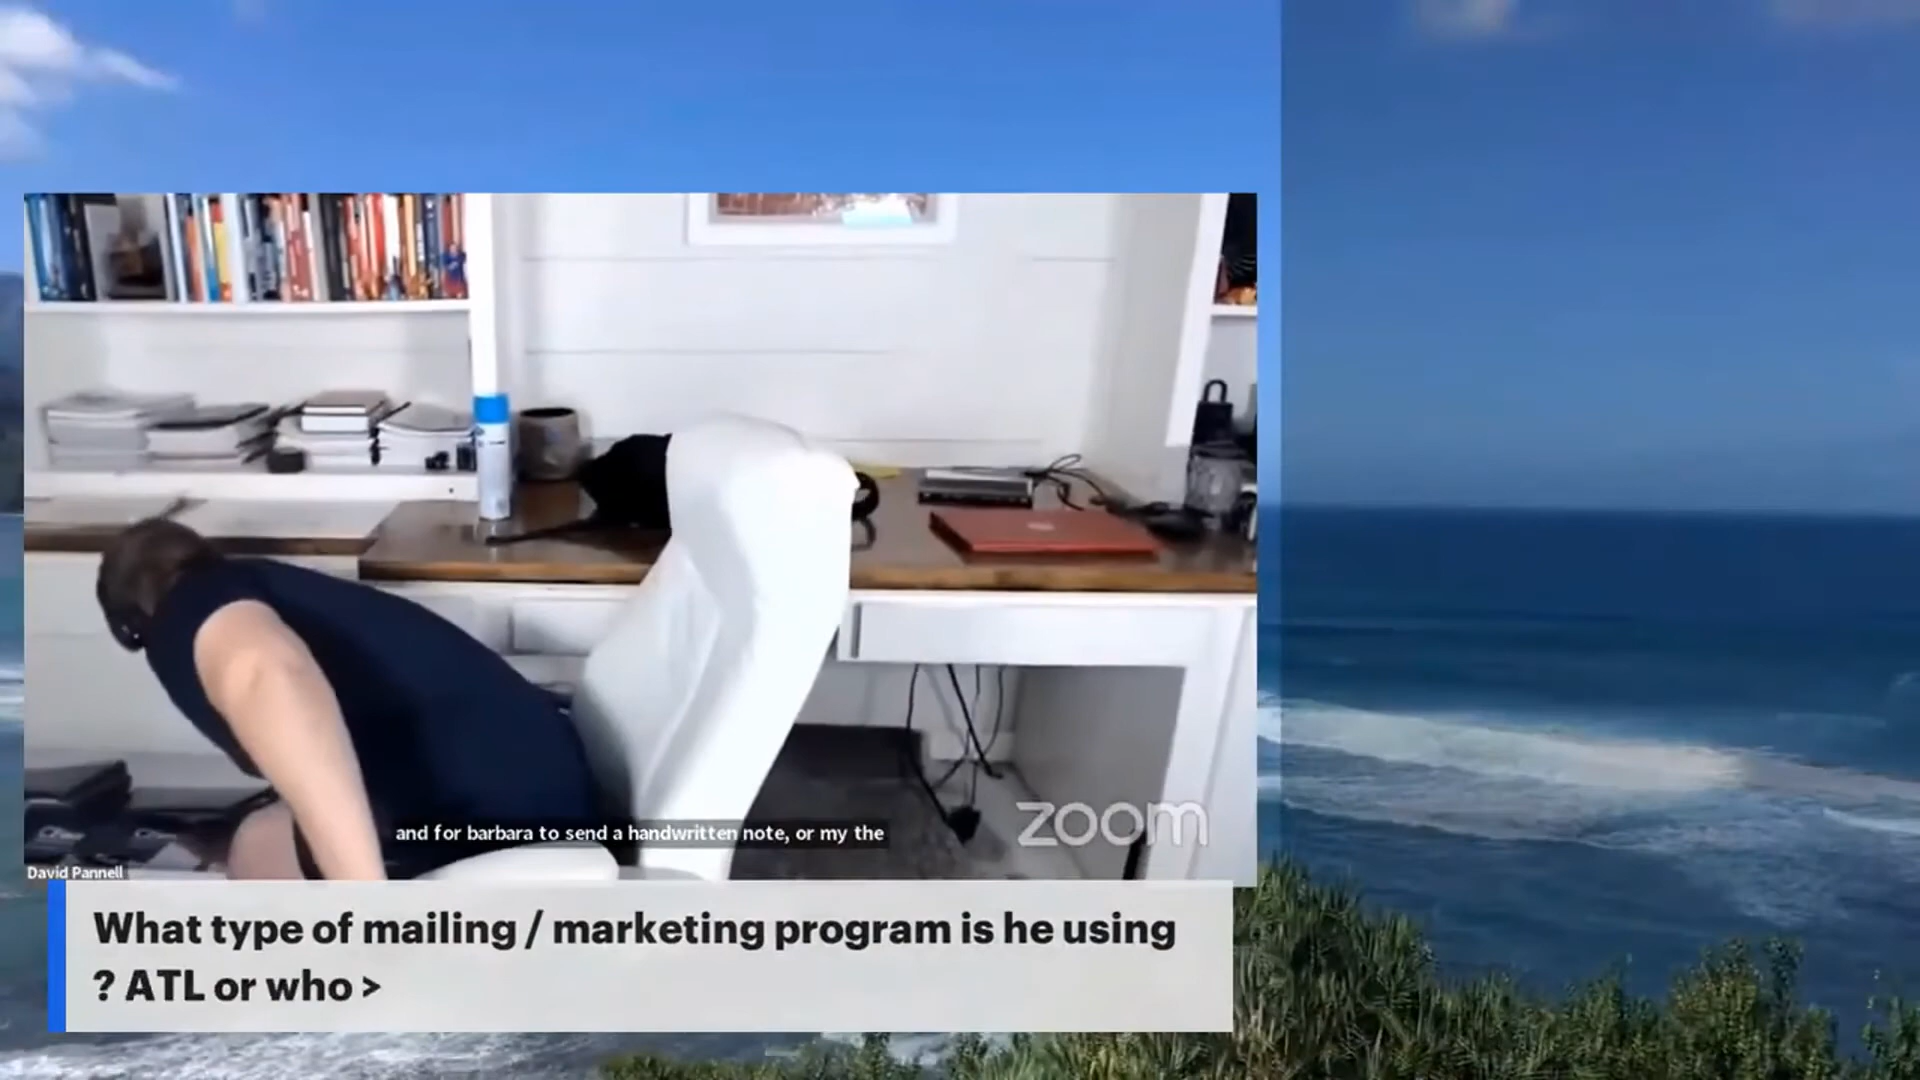 and for barbara to send a handwritten note, or my the
zoom
David Pannell
What type of mailing / marketing program is he using
? ATL or who >